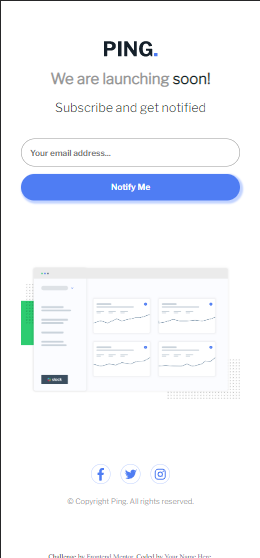 PING.
We are launching soon!
Subscribe and get notified
Your email address...
Notify Me
© Copyright Ping. All rights reserved.
Challenge by Frontend Mentor. Coded by Your Name Here.